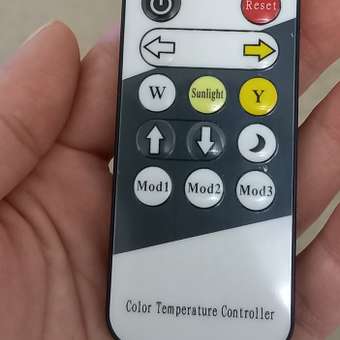 Reset
W Sunlight Y
Mod1 Mod2 Mod3
Color Temperature Controller